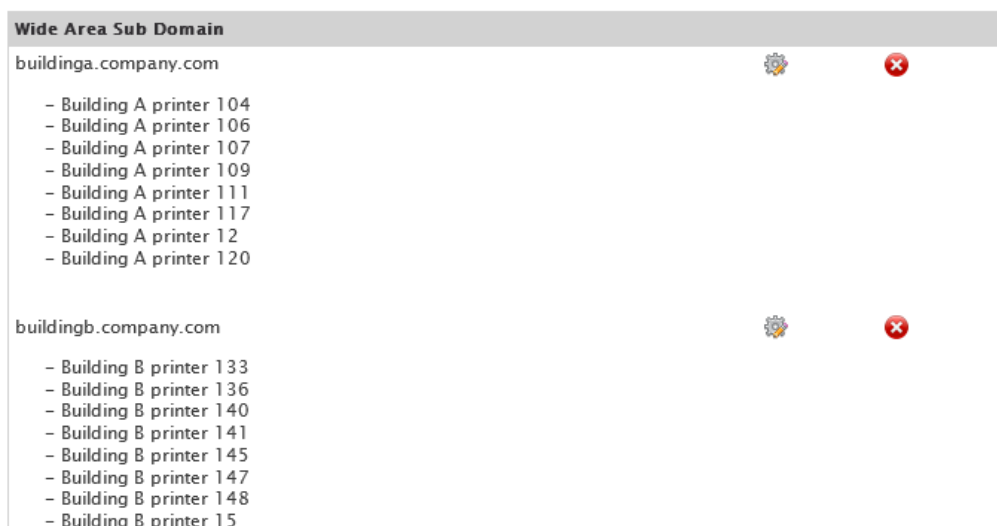 Wide Area Sub Domain
buildinga.company.com
– Building A printer 104
– Building A printer 106
– Building A printer 107
– Building A printer 109
– Building A printer 111
– Building A printer 117
– Building A printer 12
– Building A printer 120
buildingb.company.com
– Building B printer 133
– Building B printer 136
– Building B printer 140
– Building B printer 141
– Building B printer 145
– Building B printer 147
– Building B printer 148
– Building B printer 15